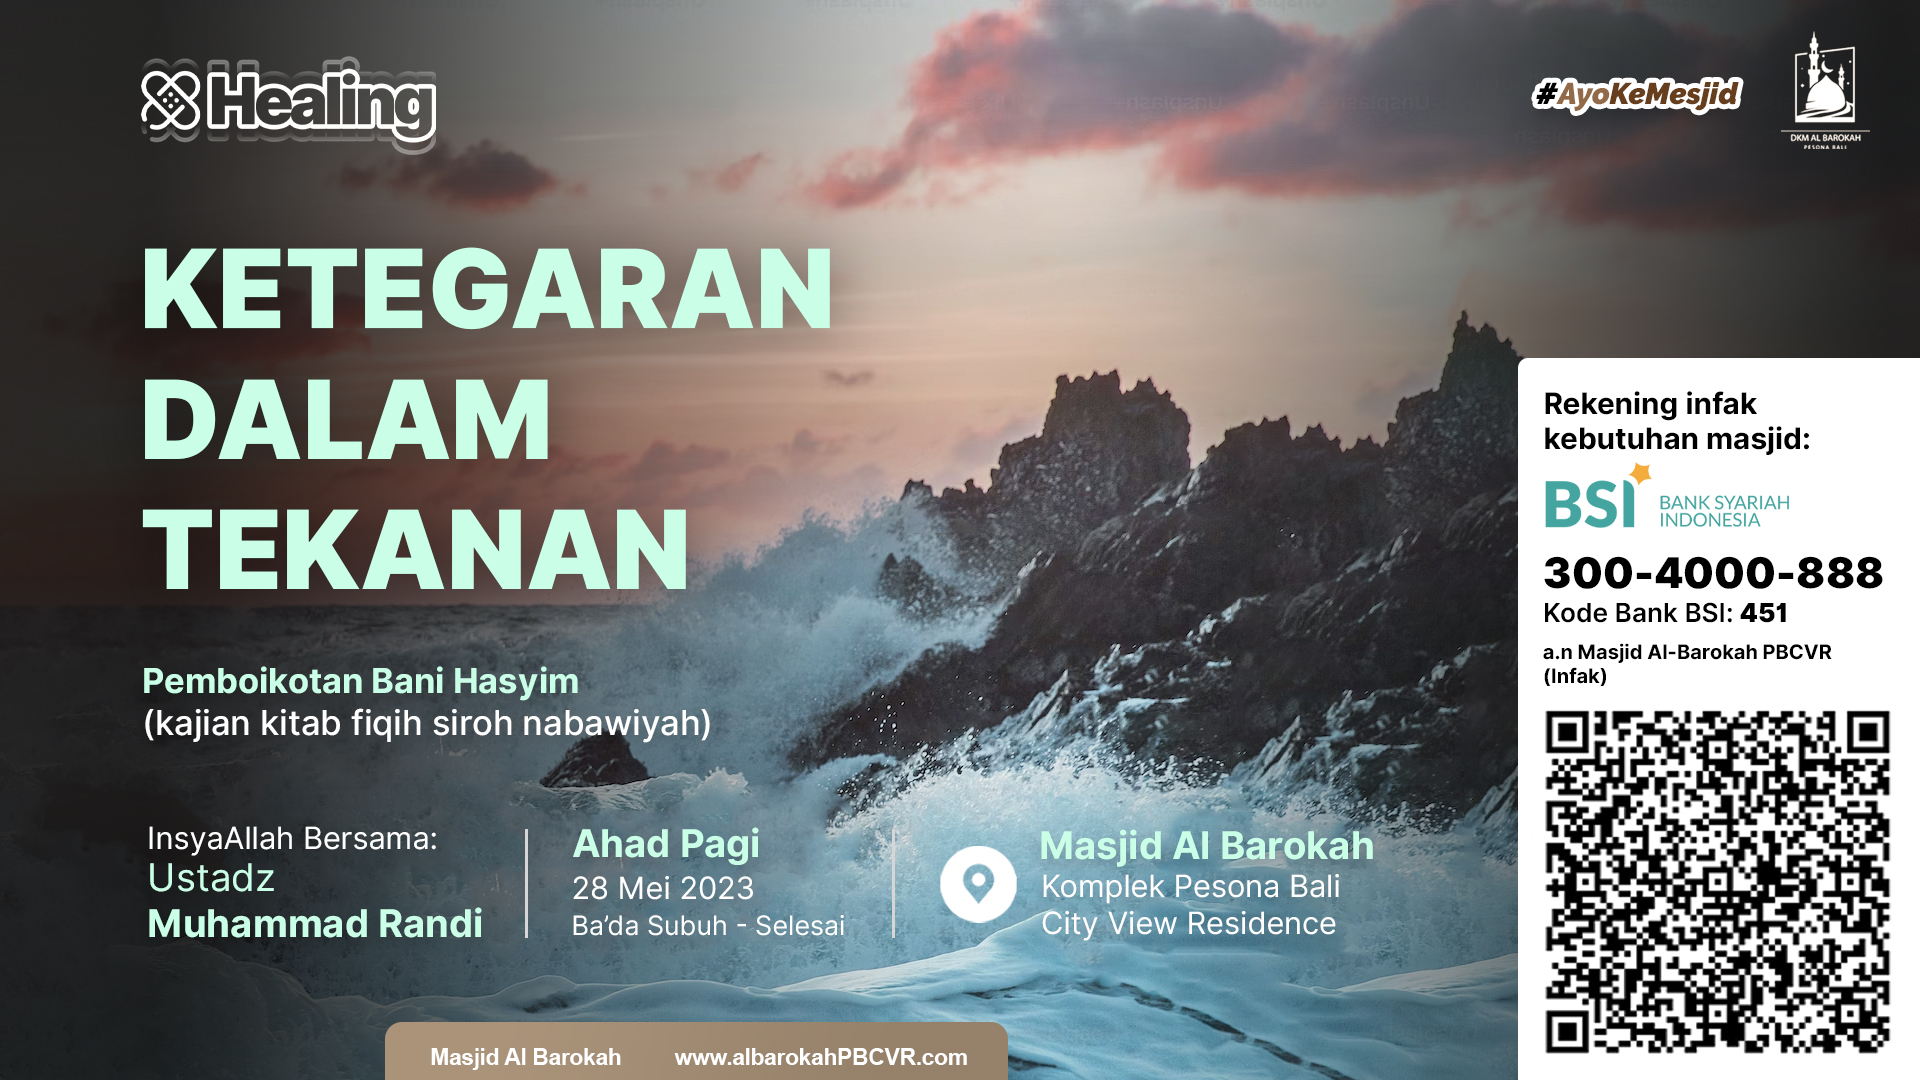 Healing
#AyoKeMesjid
DKM AL BAROKAH
PESONA BALI
KETEGARAN
DALAM
TEKANAN
Pemboikotan Bani Hasyim
(kajian kitab fiqih siroh nabawiyah)
InsyaAllah Bersama:
Ustadz
Muhammad Randi
Ahad Pagi
28 Mei 2023
Ba’da Subuh - Selesai
Masjid Al Barokah
Komplek Pesona Bali
City View Residence
Rekening infak
kebutuhan masjid:
BSI BANK SYARIAH
INDONESIA
300-4000-888
Kode Bank BSI: 451
a.n Masjid Al-Barokah PBCVR
(Infak)
Masjid Al Barokah www.albarokahPBCVR.com